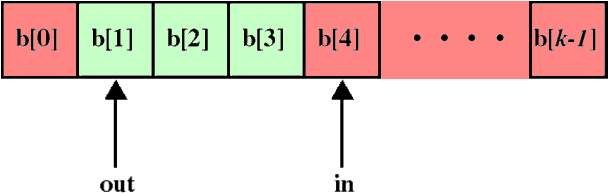 b[0] b[1] b[2] b[3] b[4] • • • • b[k-1]
out in